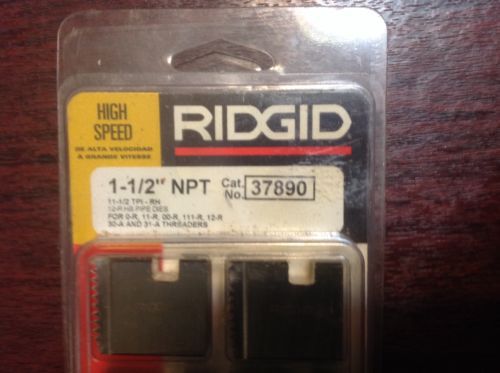 HIGH
SPEED
DE ALTA VELOCIDAD
A GRANDE VITESSE
RIDGID
1-1/2" NPT Cat. No. 37890
11-1/2 TPI - RH
12-R HS PIPE DIES
FOR 0-R, 11-R, 00-R, 111-R, 12-R
30-A AND 31-A THREADERS